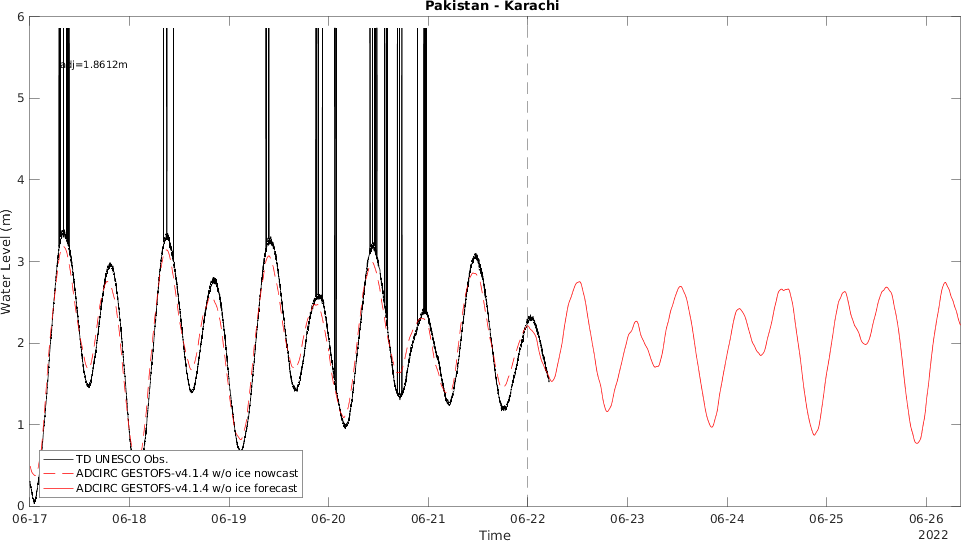 Pakistan - Karachi
6
adj=1.8612m
5
4
3
2
1
0
Water Level (m)
TD UNESCO Obs.
ADCIRC GESTOFS-v4.1.4 w/o ice nowcast
ADCIRC GESTOFS-v4.1.4 w/o ice forecast
06-17 06-18 06-19 06-20 06-21 06-22 06-23 06-24 06-25 06-26
Time
2022